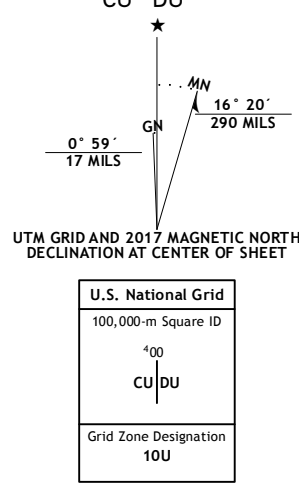 CU DU
★
MN
GN
16° 20´
290 MILS
0° 59´
17 MILS
UTM GRID AND 2017 MAGNETIC NORTH
DECLINATION AT CENTER OF SHEET
U.S. National Grid
100,000-m Square ID
⁴00
CU DU
Grid Zone Designation
10U